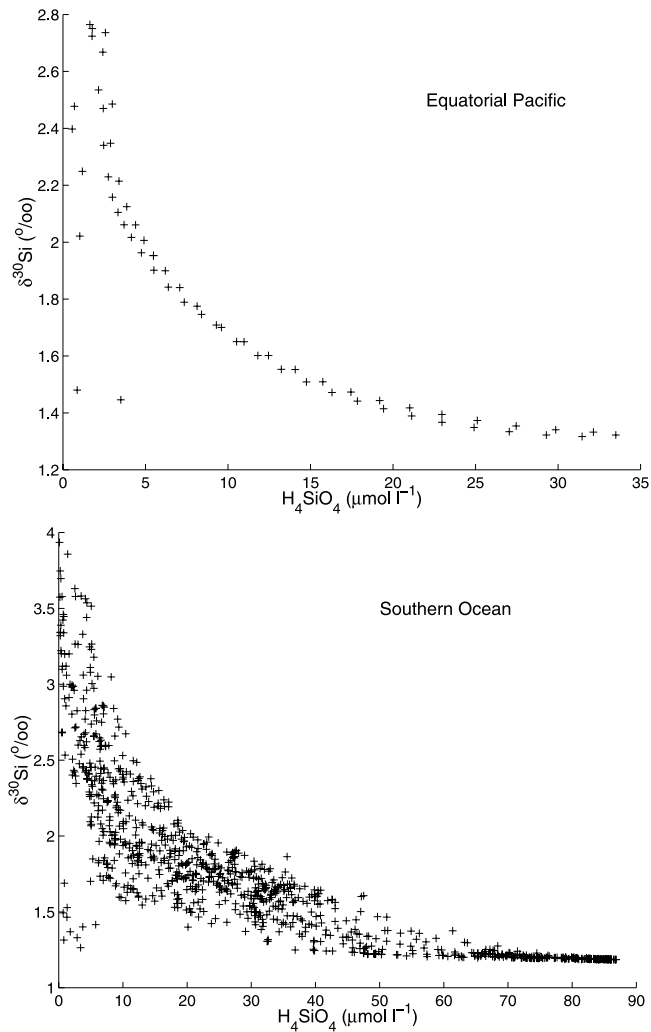 2.8
2.6
2.4
2.2
2
1.8
1.6
1.4
1.2
δ³⁰Si (°/oo)
Equatorial Pacific
0 5 10 15 20 25 30 35
H₄SiO₄ (μmol l⁻¹)
4
3.5
3
2.5
2
1.5
1
δ³⁰Si (°/oo)
Southern Ocean
0 10 20 30 40 50 60 70 80 90
H₄SiO₄ (μmol l⁻¹)